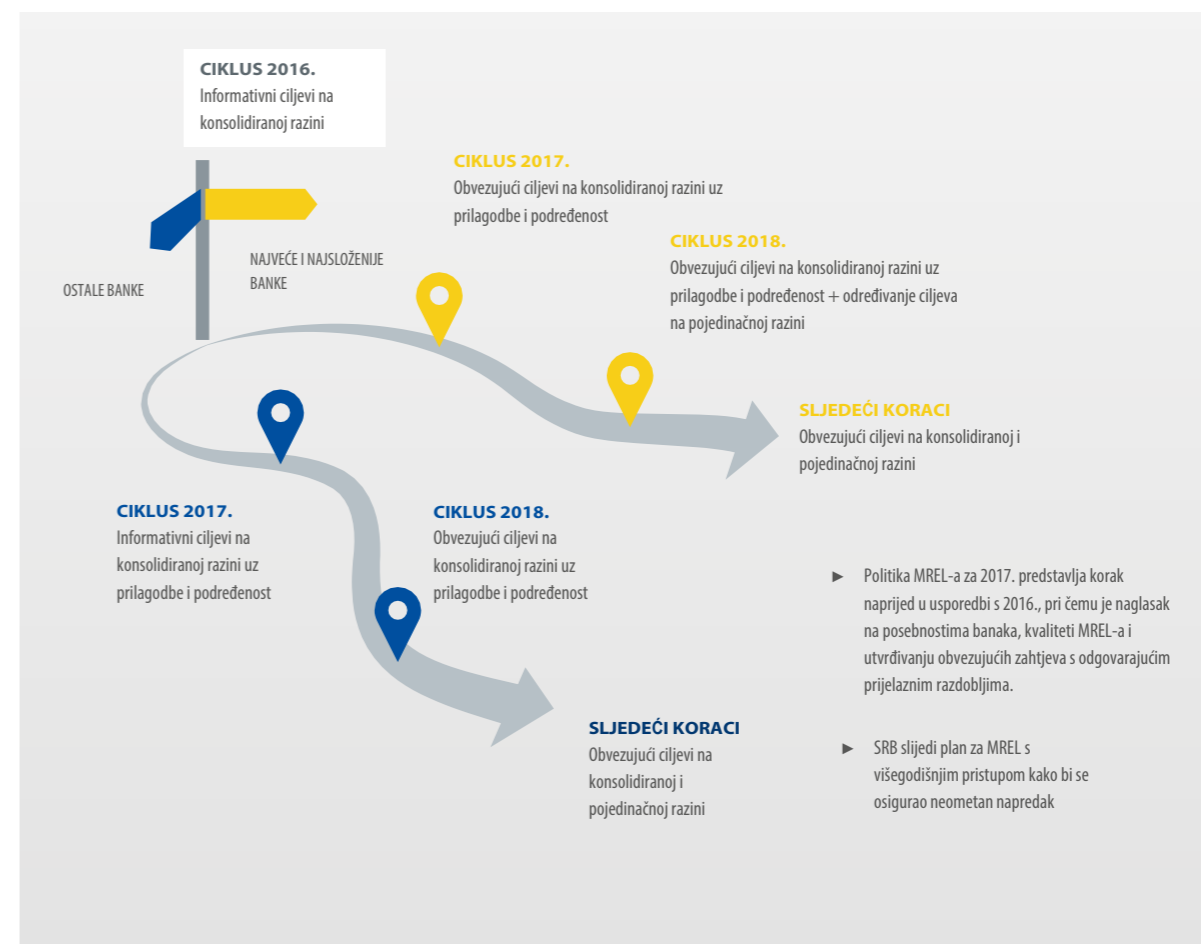 CIKLUS 2016.
Informativni ciljevi na
konsolidiranoj razini
CIKLUS 2017.
Obvezujući ciljevi na konsolidiranoj razini uz
prilagodbe i podređenost
CIKLUS 2018.
Obvezujući ciljevi na konsolidiranoj razini uz
prilagodbe i podređenost + određivanje ciljeva
na pojedinačnoj razini
NAJVEĆE I NAJSLOŽENIJE
BANKE
OSTALE BANKE
SLJEDEĆI KORACI
Obvezujući ciljevi na konsolidiranoj i
pojedinačnoj razini
CIKLUS 2017.
Informativni ciljevi na
konsolidiranoj razini uz
prilagodbe i podređenost
CIKLUS 2018.
Obvezujući ciljevi na
konsolidiranoj razini uz
prilagodbe i podređenost
SLJEDEĆI KORACI
Obvezujući ciljevi na
konsolidiranoj i
pojedinačnoj razini
► Politika MREL-a za 2017. predstavlja korak
naprijed u usporedbi s 2016., pri čemu je naglasak
na posebnostima banaka, kvaliteti MREL-a i
utvrđivanju obvezujućih zahtjeva s odgovarajućim
prijelaznim razdobljima.
► SRB slijedi plan za MREL s
višegodišnjim pristupom kako bi se
osigurao neometan napredak